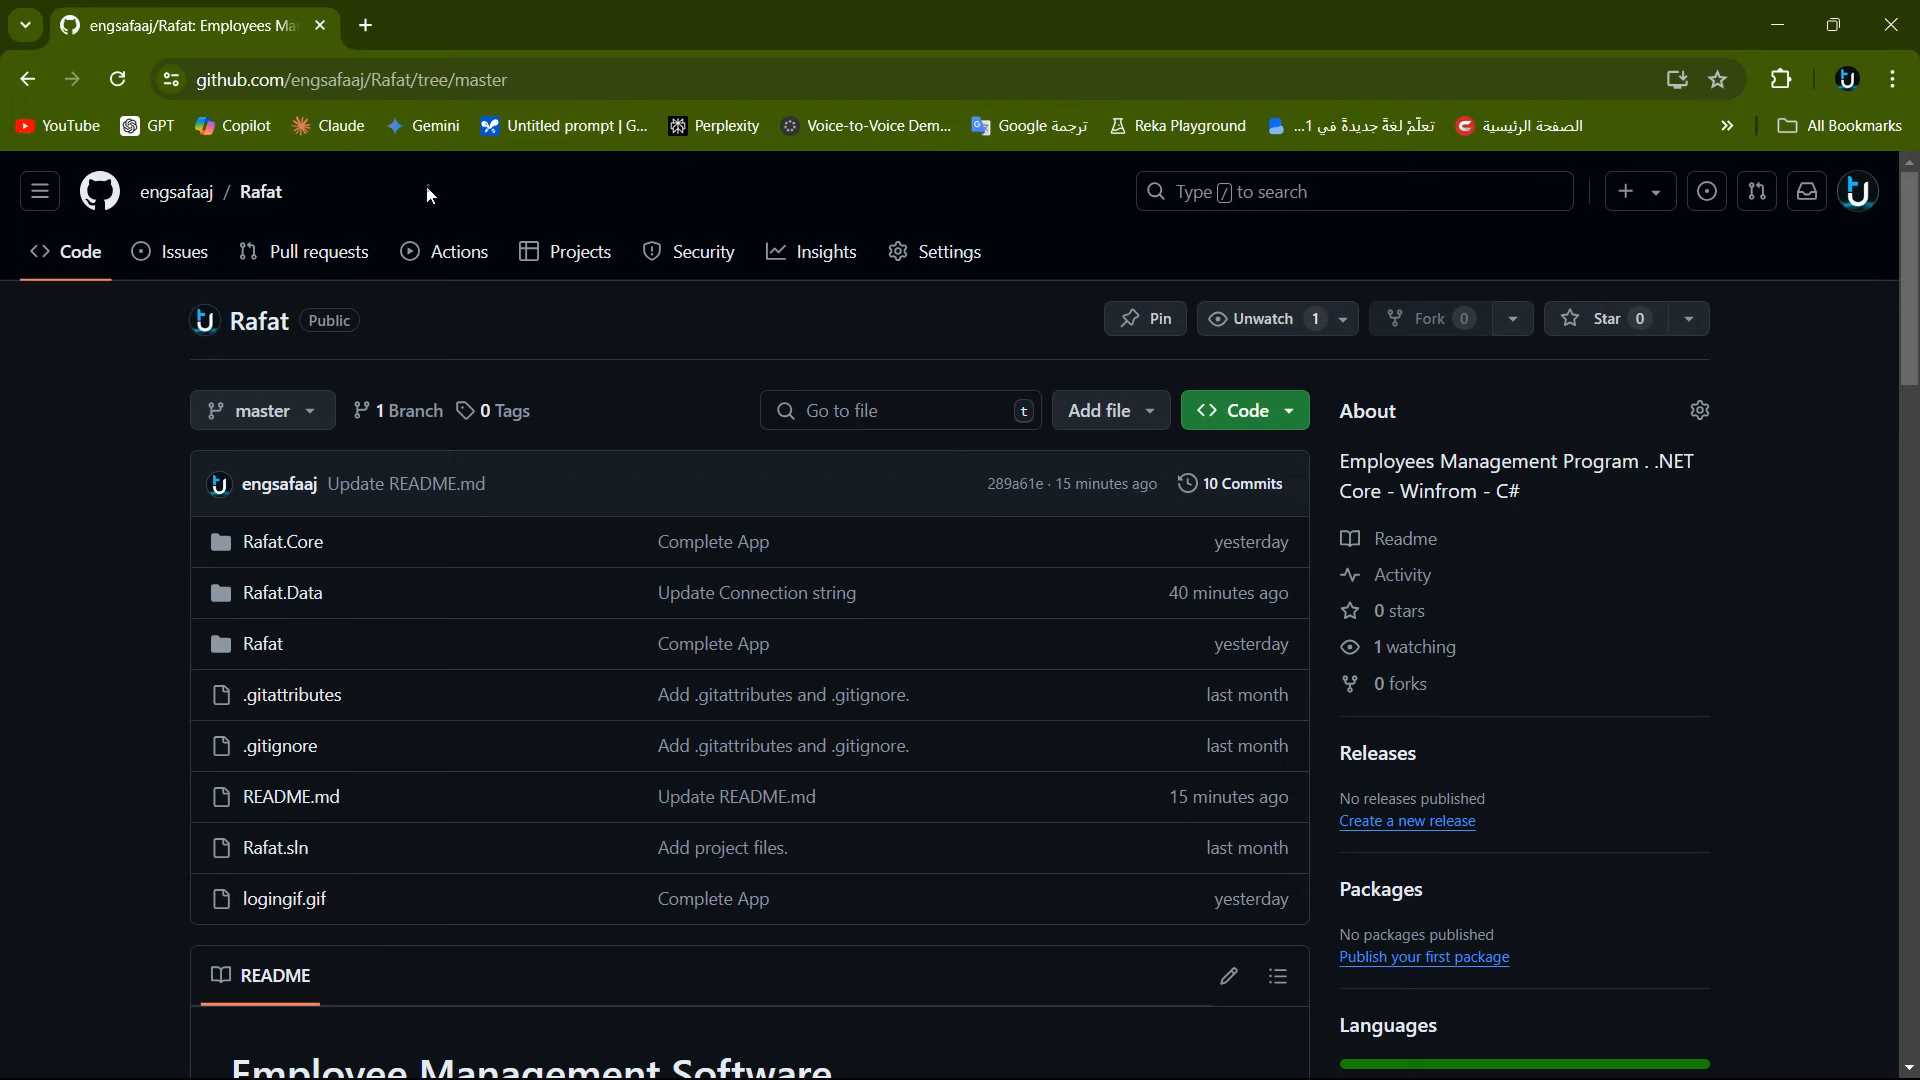 engsafaaj/Rafat: Employees Ma
github.com/engsafaaj/Rafat/tree/master
YouTube GPT Copilot Claude Gemini Untitled prompt | G... Perplexity Voice-to-Voice Dem... Google ترجمة Reka Playground تعلّم لغةً جديدةً في 1... الصفحة الرئيسية » All Bookmarks
engsafaaj / Rafat Type / to search
Code Issues Pull requests Actions Projects Security Insights Settings
Rafat Public Pin Unwatch 1 Fork 0 Star 0
master 1 Branch 0 Tags Go to file t Add file Code
About
Employees Management Program . .NET
Core - Winfrom - C#
engsafaaj Update README.md 289a61e · 15 minutes ago 10 Commits
Rafat.Core Complete App yesterday
Rafat.Data Update Connection string 40 minutes ago
Rafat Complete App yesterday
.gitattributes Add .gitattributes and .gitignore. last month
.gitignore Add .gitattributes and .gitignore. last month
README.md Update README.md 15 minutes ago
Rafat.sln Add project files. last month
logingif.gif Complete App yesterday
Readme
Activity
0 stars
1 watching
0 forks
Releases
No releases published
Create a new release
Packages
No packages published
Publish your first package
Languages
README
Employee Management Software